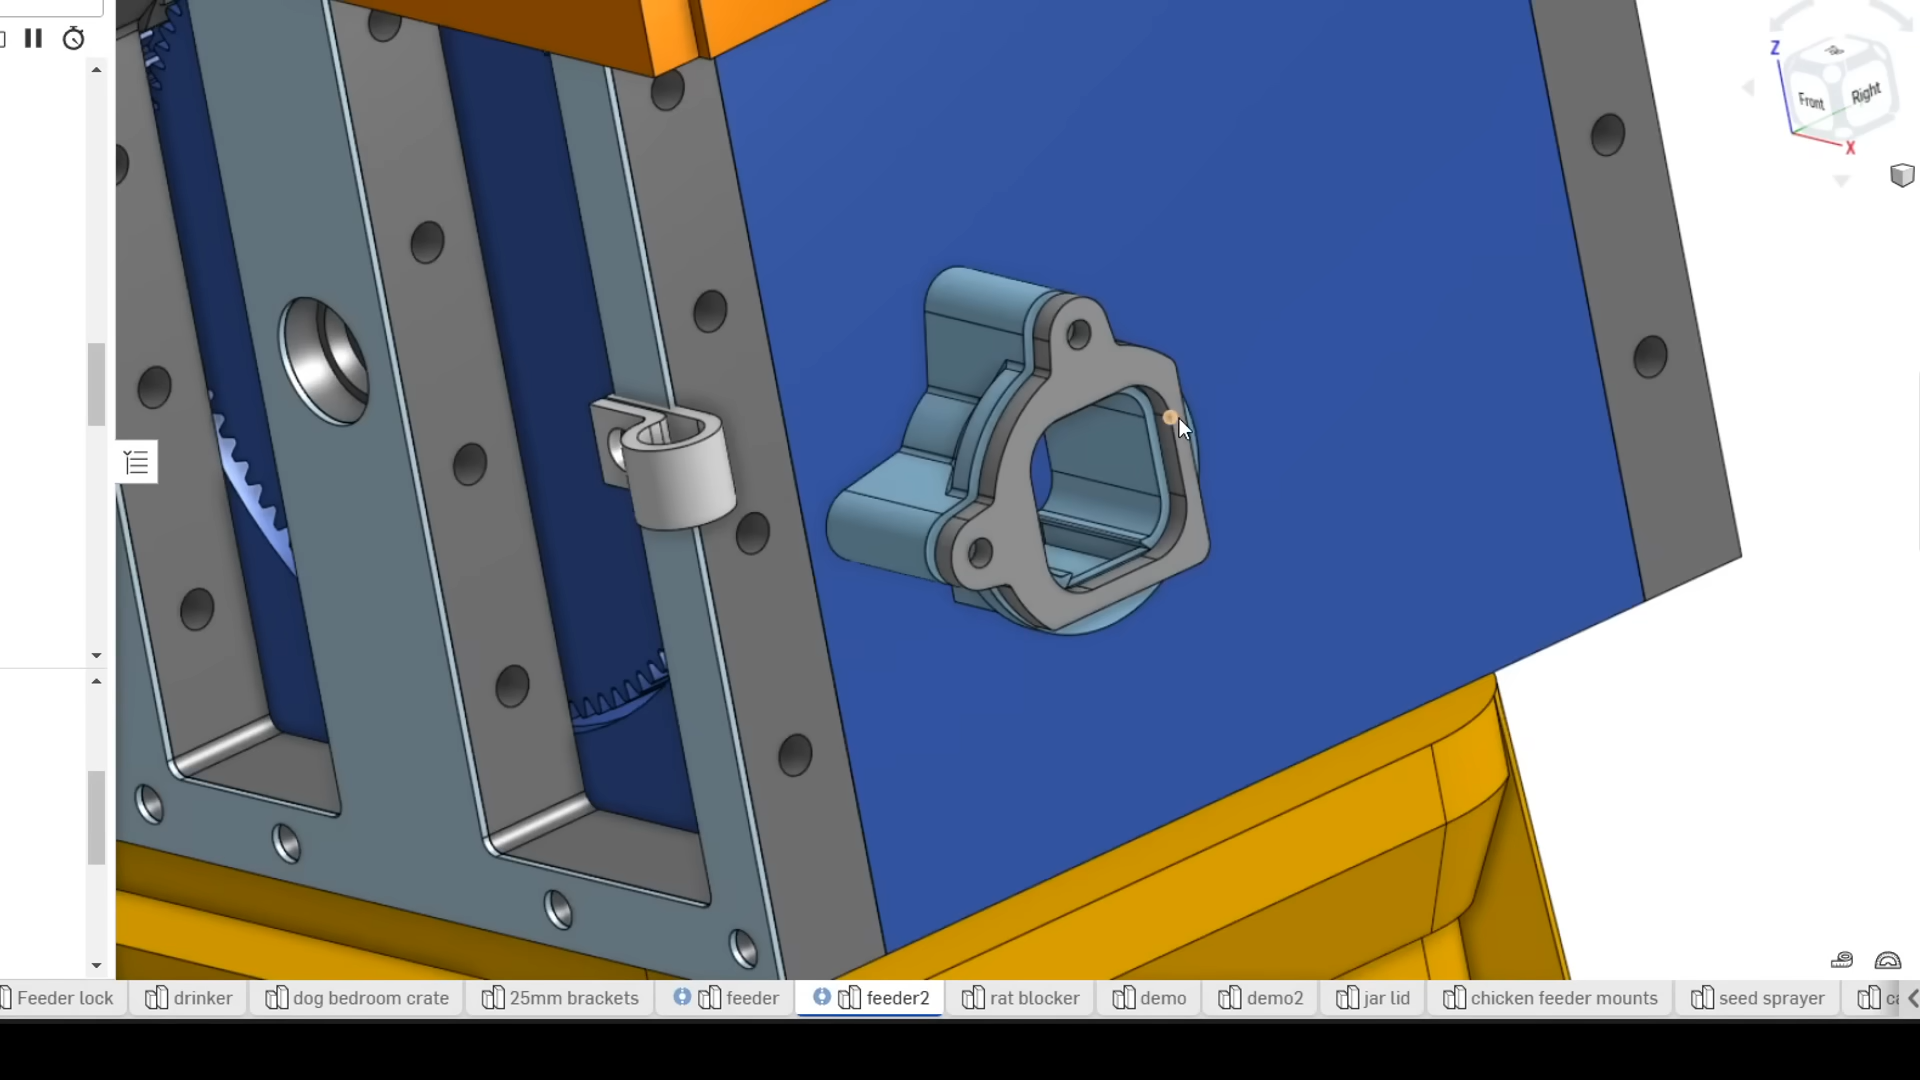 Z
Top
Front
Right
X
Feeder lock
drinker
dog bedroom crate
25mm brackets
feeder
feeder2
rat blocker
demo
demo2
jar lid
chicken feeder mounts
seed sprayer